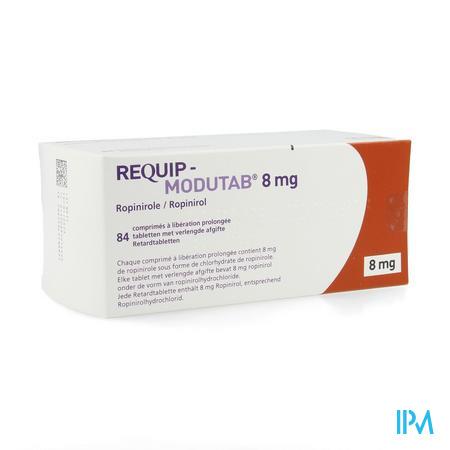 REQUIP -
MODUTAB® 8 mg
Ropinirole / Ropinirol
84 comprimés à libération prolongée
tabletten met verlengde afgifte
Retardtabletten
Chaque comprimé à libération prolongée contient 8 mg
de ropinirole sous forme de chlorhydrate de ropinirole.
Elke tablet met verlengde afgifte bevat 8 mg ropinirol
onder de vorm van ropinirolhydrochloride.
Jede Retardtablette enthält 8 mg Ropinirol, entsprechend
Ropinirolhydrochlorid.
8 mg
IPM